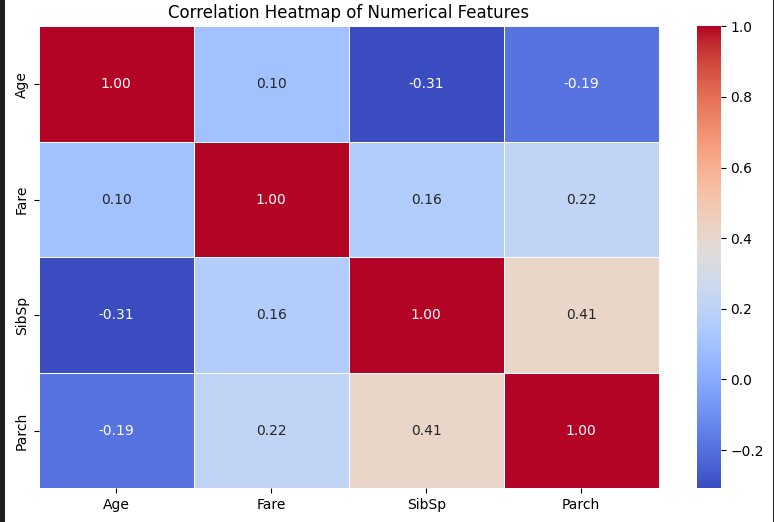 Correlation Heatmap of Numerical Features
Age 1.00 0.10 -0.31 -0.19
Fare 0.10 1.00 0.16 0.22
SibSp -0.31 0.16 1.00 0.41
Parch -0.19 0.22 0.41 1.00
Age Fare SibSp Parch
1.0
0.8
0.6
0.4
0.2
0.0
−0.2